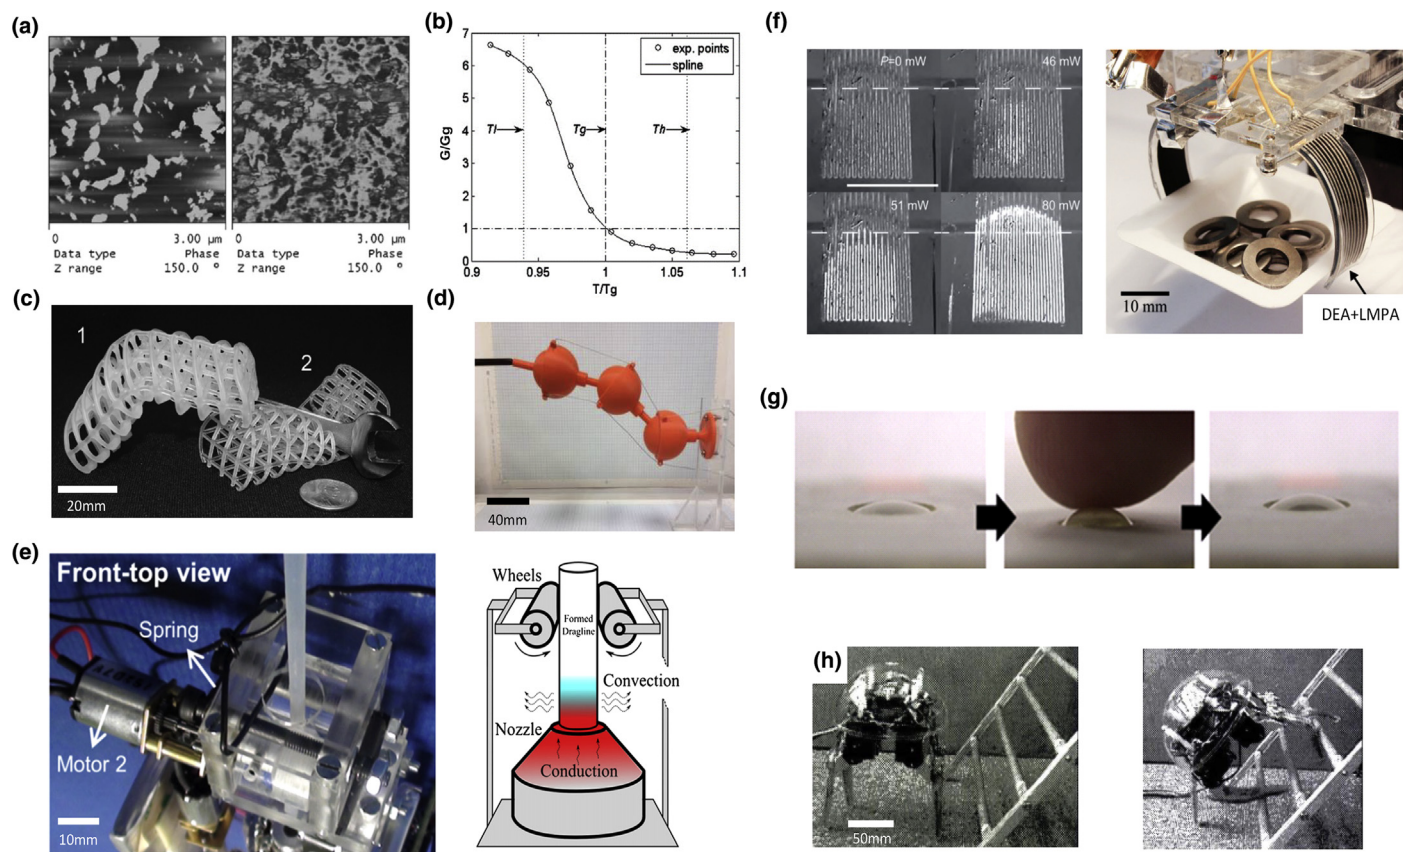 (a)
0
3.00 µm
Data type
Phase
Z range
150.0 º
0
3.00 µm
Data type
Phase
Z range
150.0 º
(b)
7
6
5
4
3
2
1
0
0.9
0.95
1
1.05
1.1
G/Gg
T/Tg
exp. points
spline
Tl
Tg
Th
(c)
1
2
20mm
(d)
40mm
(e)
Front-top view
Spring
Motor 2
10mm
Wheels
Formed
Dragline
Convection
Nozzle
Conduction
(f)
P=0 mW
46 mW
51 mW
80 mW
10 mm
DEA+LMPA
(g)
(h)
50mm